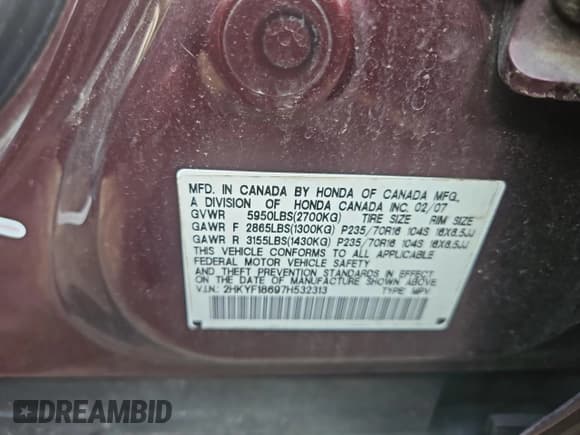 MFD. IN CANADA BY HONDA OF CANADA MFG.,
A DIVISION OF HONDA CANADA INC. 02/07
GVWR 5950LBS(2700KG) TIRE SIZE RIM SIZE
GAWR F 2865LBS(1300KG) P235/70R16 104S 16X6.5JJ
GAWR R 3155LBS(1430KG) P235/70R16 104S 16X6.5JJ
THIS VEHICLE CONFORMS TO ALL APPLICABLE
FEDERAL MOTOR VEHICLE SAFETY
AND THEFT PREVENTION STANDARDS IN EFFECT
ON THE DATE OF MANUFACTURE SHOWN ABOVE
V.I.N.: 2HKYF18697H532313 TYPE: MPV
DREAMBID